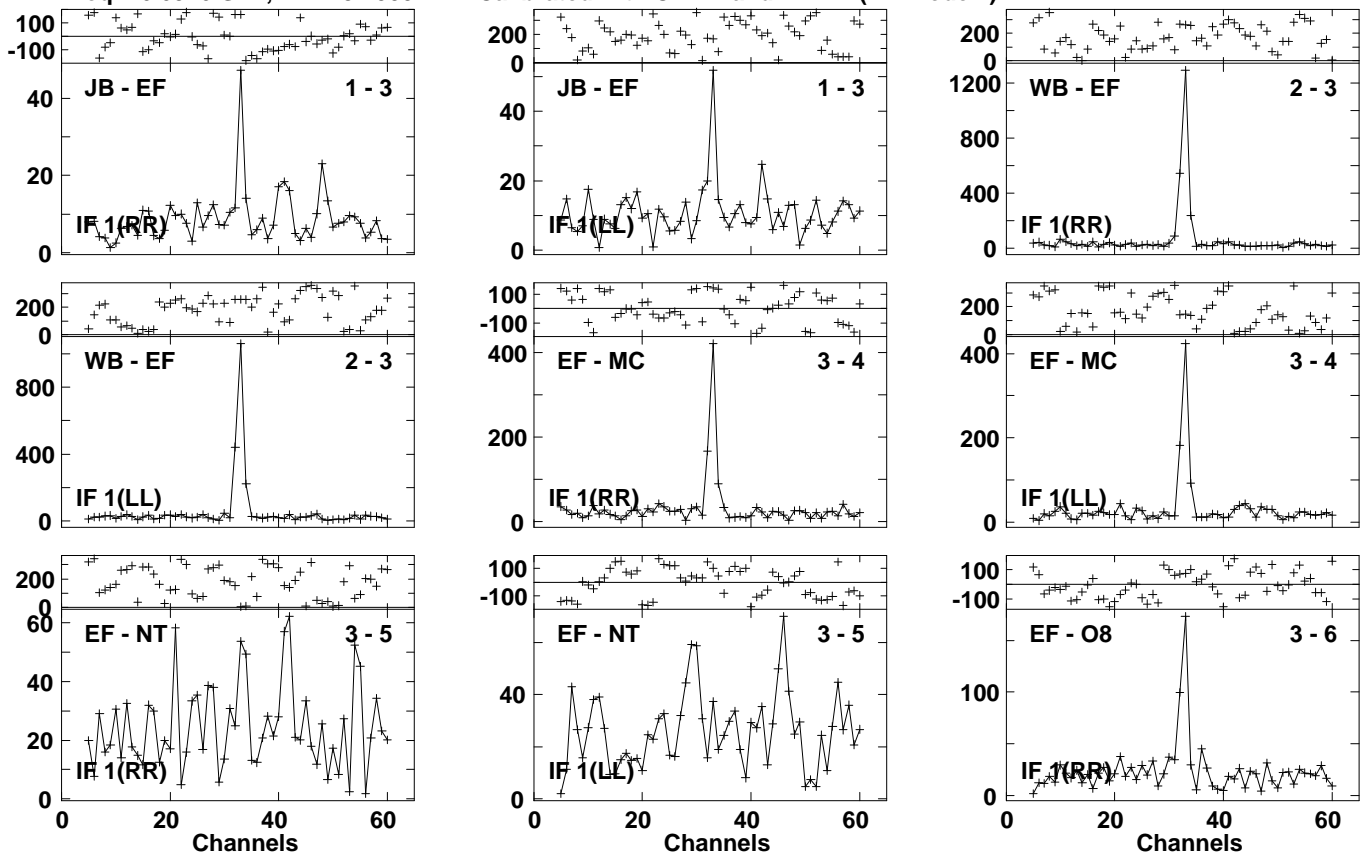 100
-100
40
20
0
JB - EF 1 - 3
IF 1(RR)
200
0
40
20
0
JB - EF 1 - 3
IF 1(LL)
200
0
1200
800
400
0
WB - EF 2 - 3
IF 1(RR)
200
0
800
400
0
WB - EF 2 - 3
IF 1(LL)
100
-100
400
200
0
EF - MC 3 - 4
IF 1(RR)
200
0
400
200
0
EF - MC 3 - 4
IF 1(LL)
200
0
60
40
20
0
EF - NT 3 - 5
IF 1(RR)
0 20 40 60
Channels
100
-100
40
0
EF - NT 3 - 5
IF 1(LL)
0 20 40 60
Channels
100
-100
100
0
EF - O8 3 - 6
IF 1(RR)
0 20 40 60
Channels